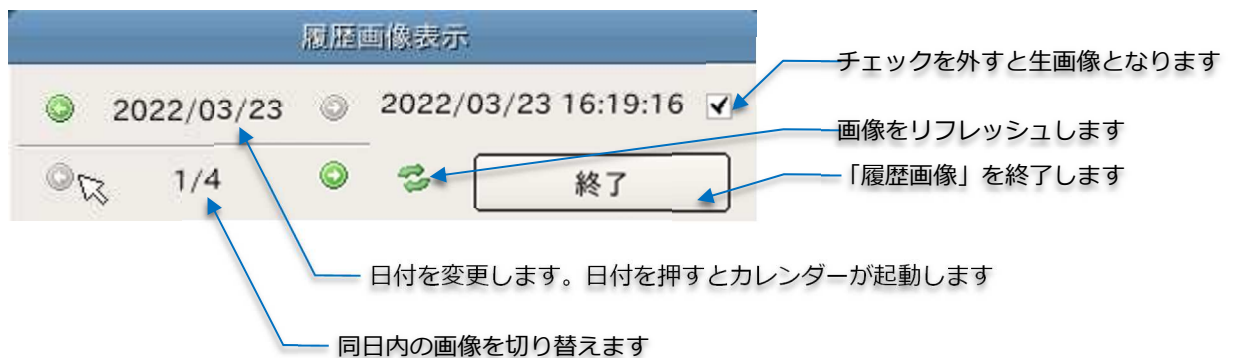 履歴画像表示
チェックを外すと生画像となります
2022/03/23
2022/03/23 16:19:16
画像をリフレッシュします
1/4
終了
「履歴画像」を終了します
日付を変更します。日付を押すとカレンダーが起動します
同日内の画像を切り替えます